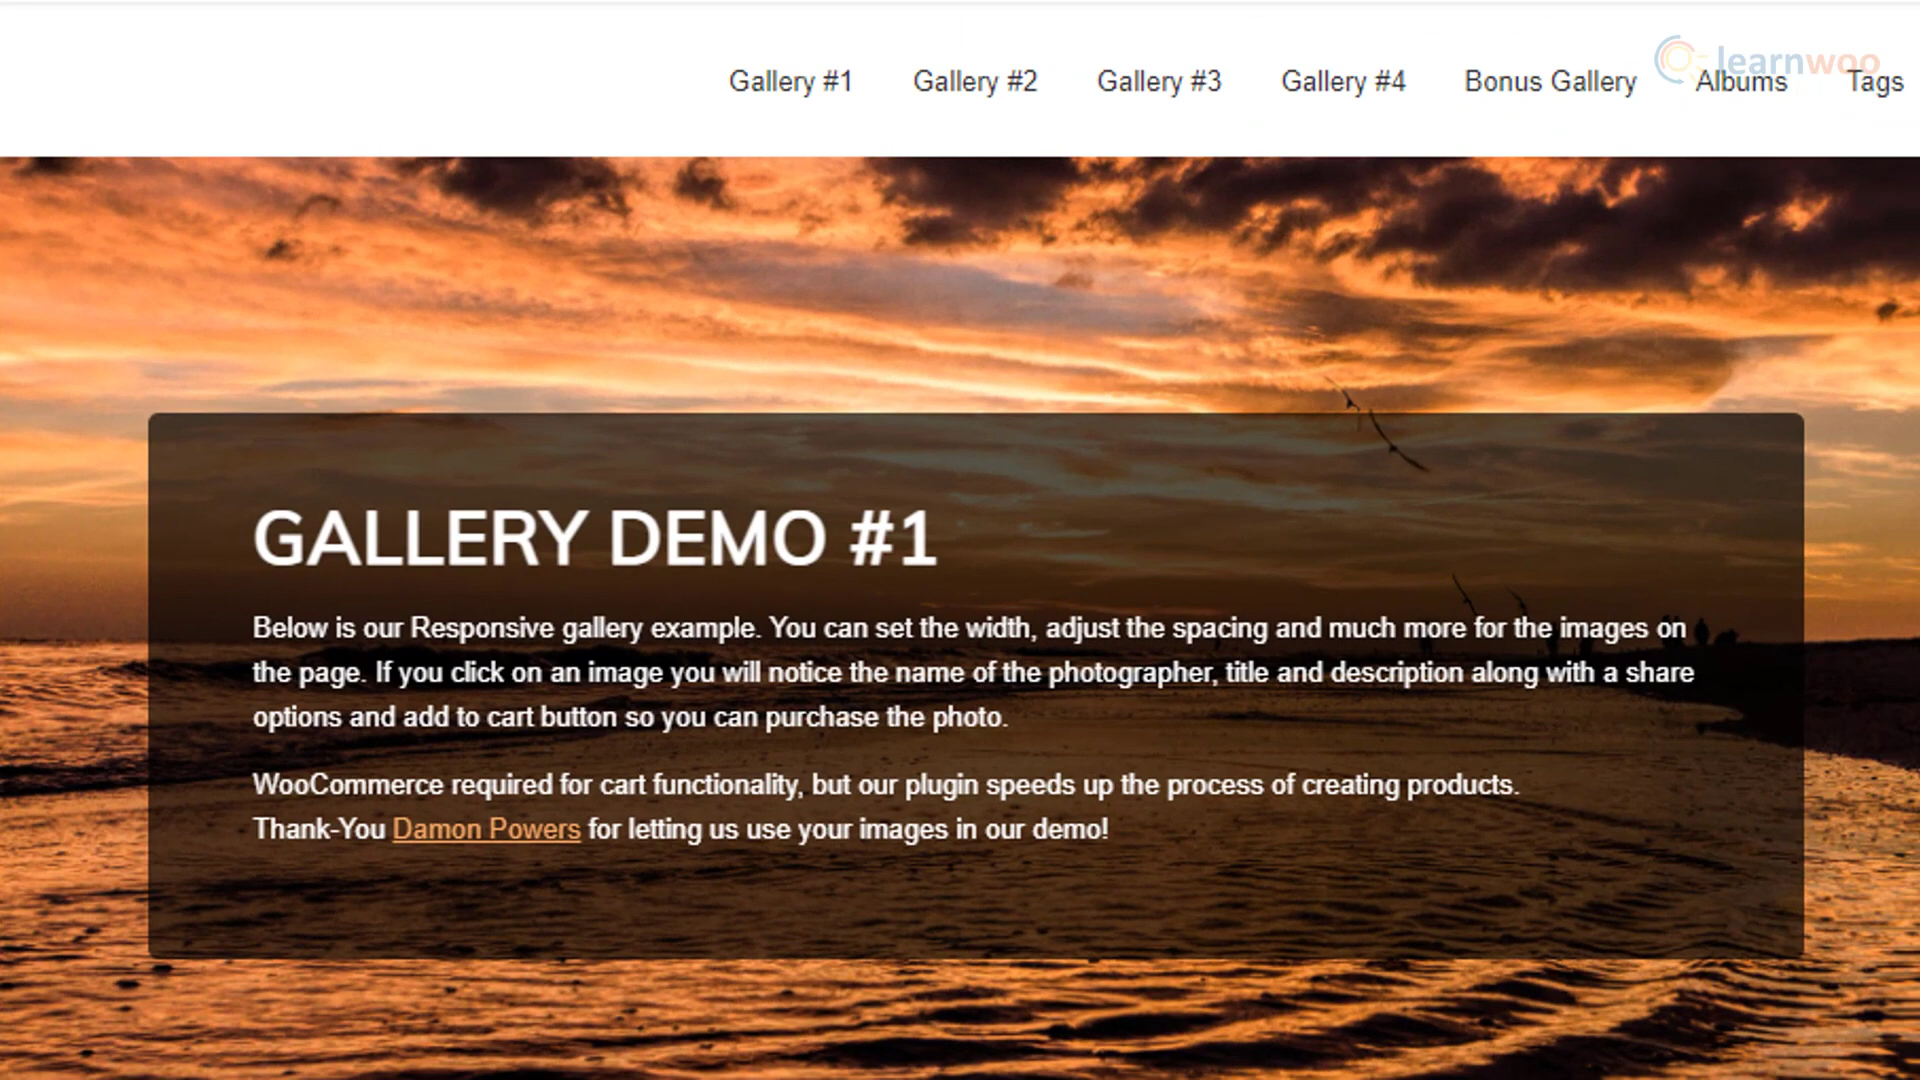 learnwoo
Gallery #1 Gallery #2 Gallery #3 Gallery #4 Bonus Gallery Albums Tags
GALLERY DEMO #1
Below is our Responsive gallery example. You can set the width, adjust the spacing and much more for the images on
the page. If you click on an image you will notice the name of the photographer, title and description along with a share
options and add to cart button so you can purchase the photo.
WooCommerce required for cart functionality, but our plugin speeds up the process of creating products.
Thank-You Damon Powers for letting us use your images in our demo!